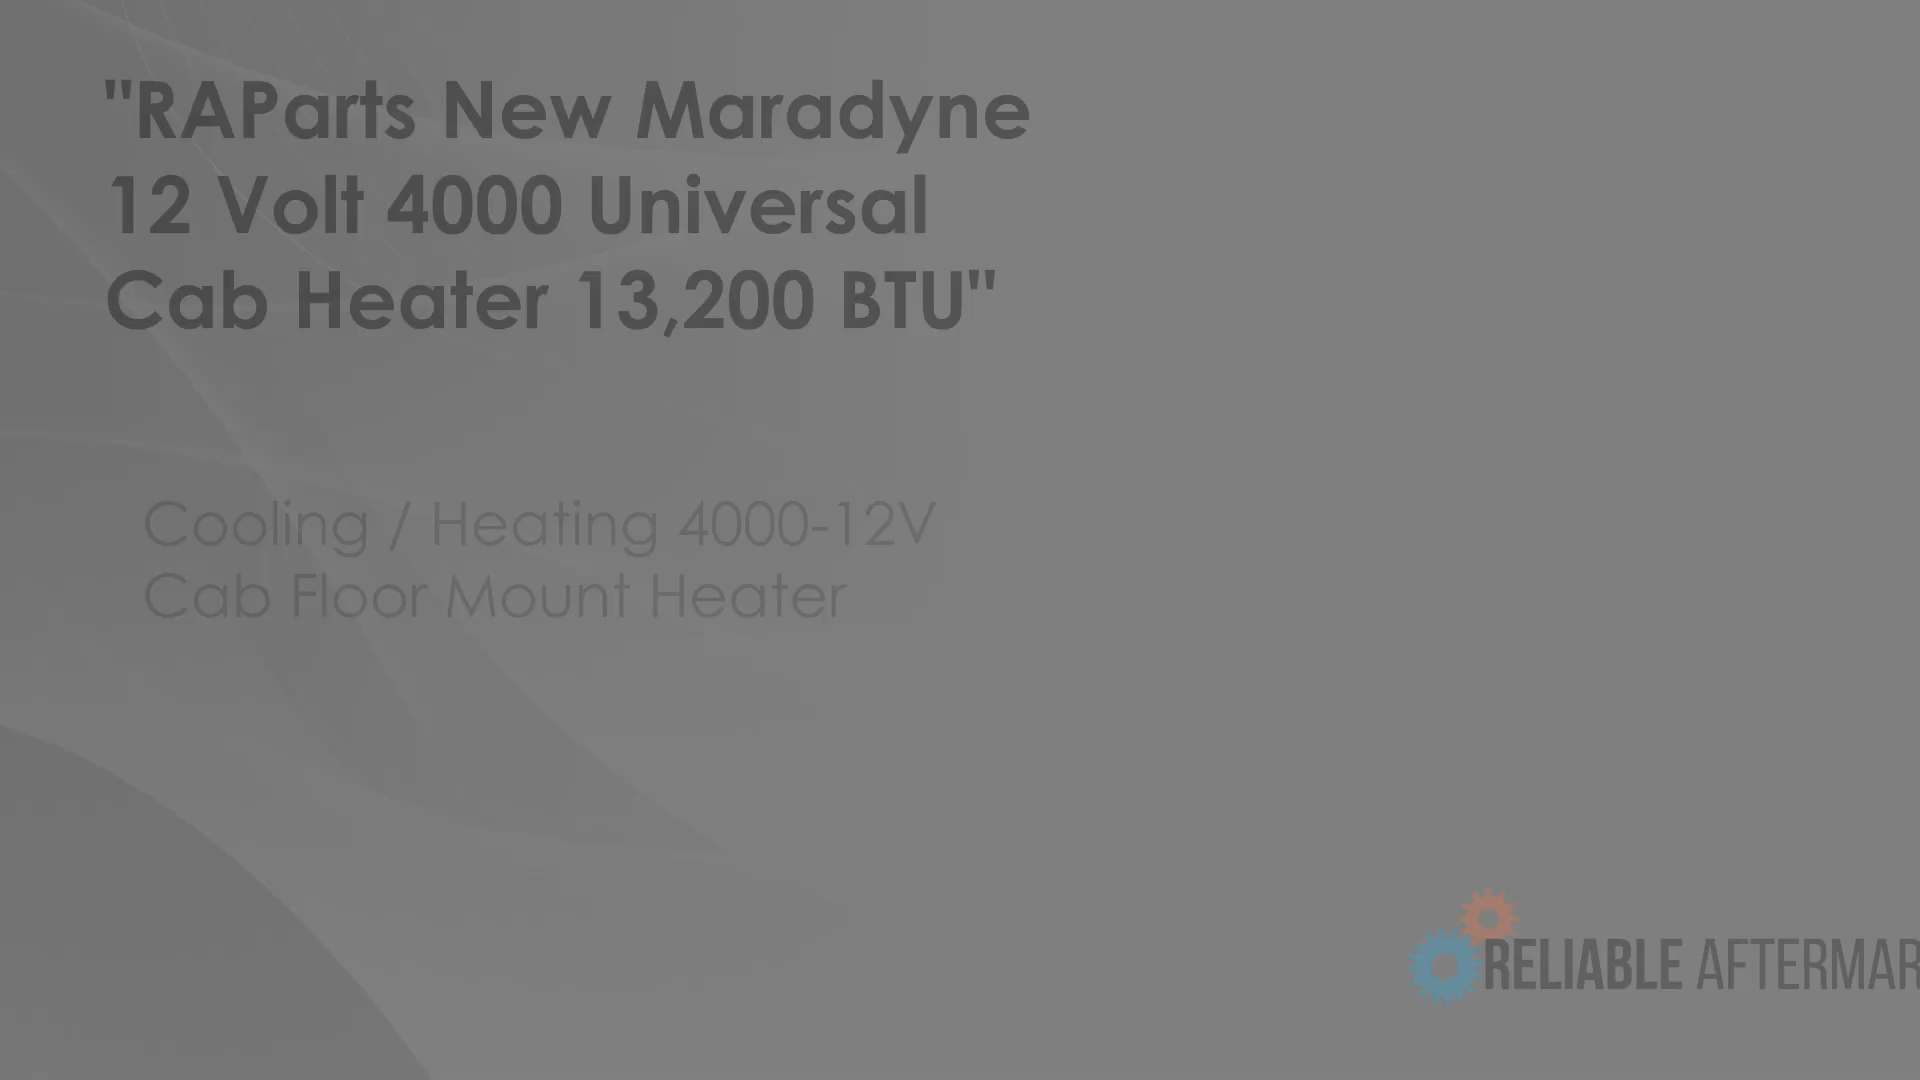 "RAParts New Maradyne
12 Volt 4000 Universal
Cab Heater 13,200 BTU"
Cooling / Heating 4000-12V
Cab Floor Mount Heater
RELIABLE AFTERMAR